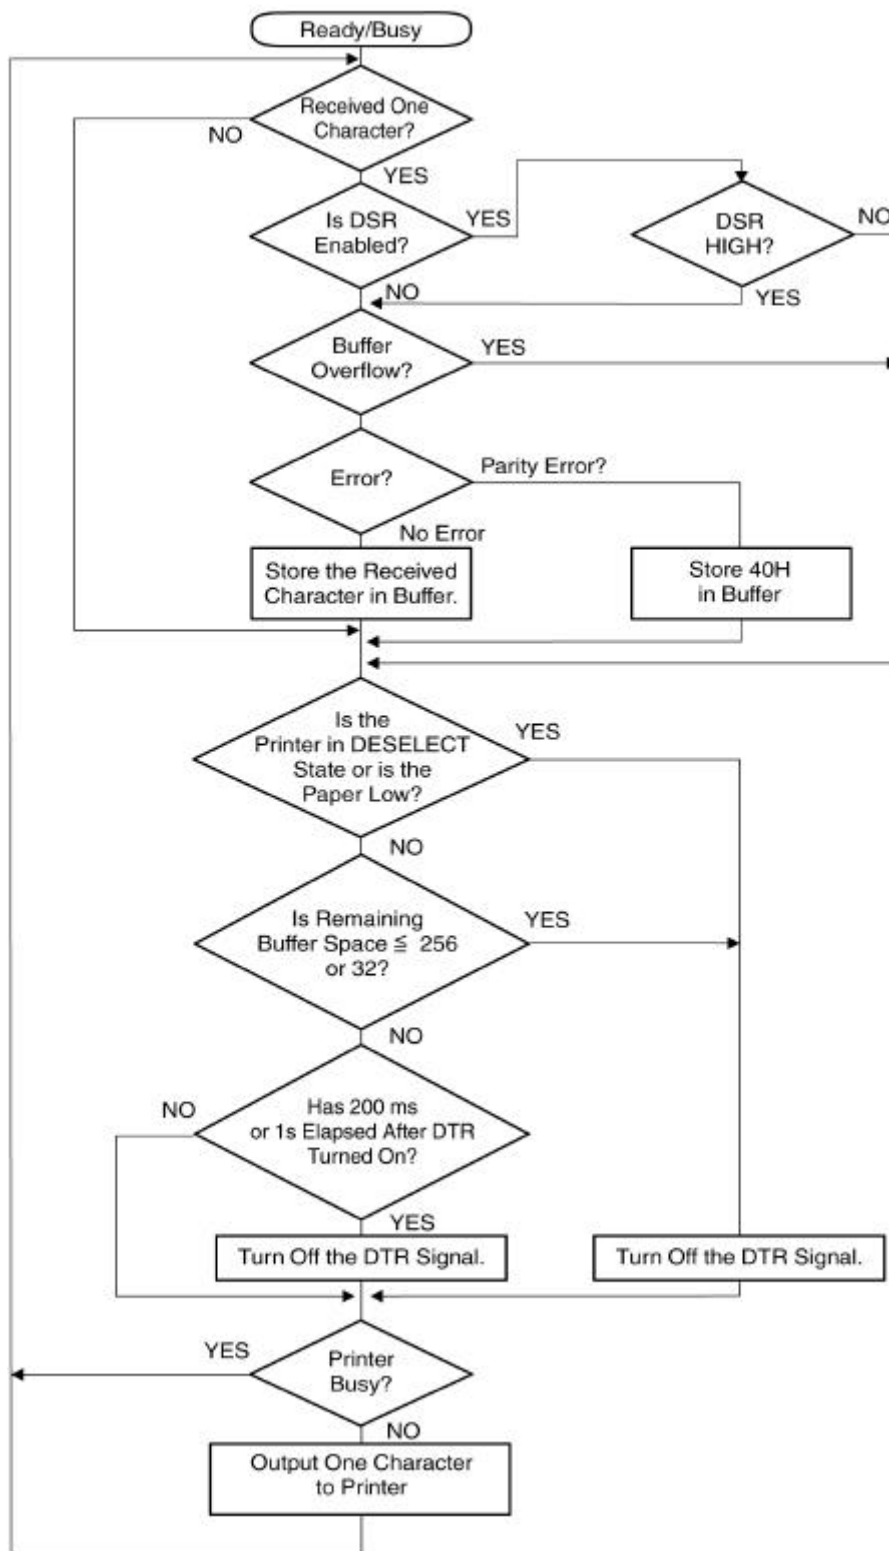 Ready/Busy
Received One
Character?
NO
YES
Is DSR
Enabled?
YES
DSR
HIGH?
NO
NO
YES
Buffer
Overflow?
YES
Error?
Parity Error?
No Error
Store the Received
Character in Buffer.
Store 40H
in Buffer
Is the
Printer in DESELECT
State or is the
Paper Low?
YES
NO
Is Remaining
Buffer Space ≦ 256
or 32?
YES
NO
Has 200 ms
or 1s Elapsed After DTR
Turned On?
NO
YES
Turn Off the DTR Signal.
Turn Off the DTR Signal.
YES
Printer
Busy?
NO
Output One Character
to Printer